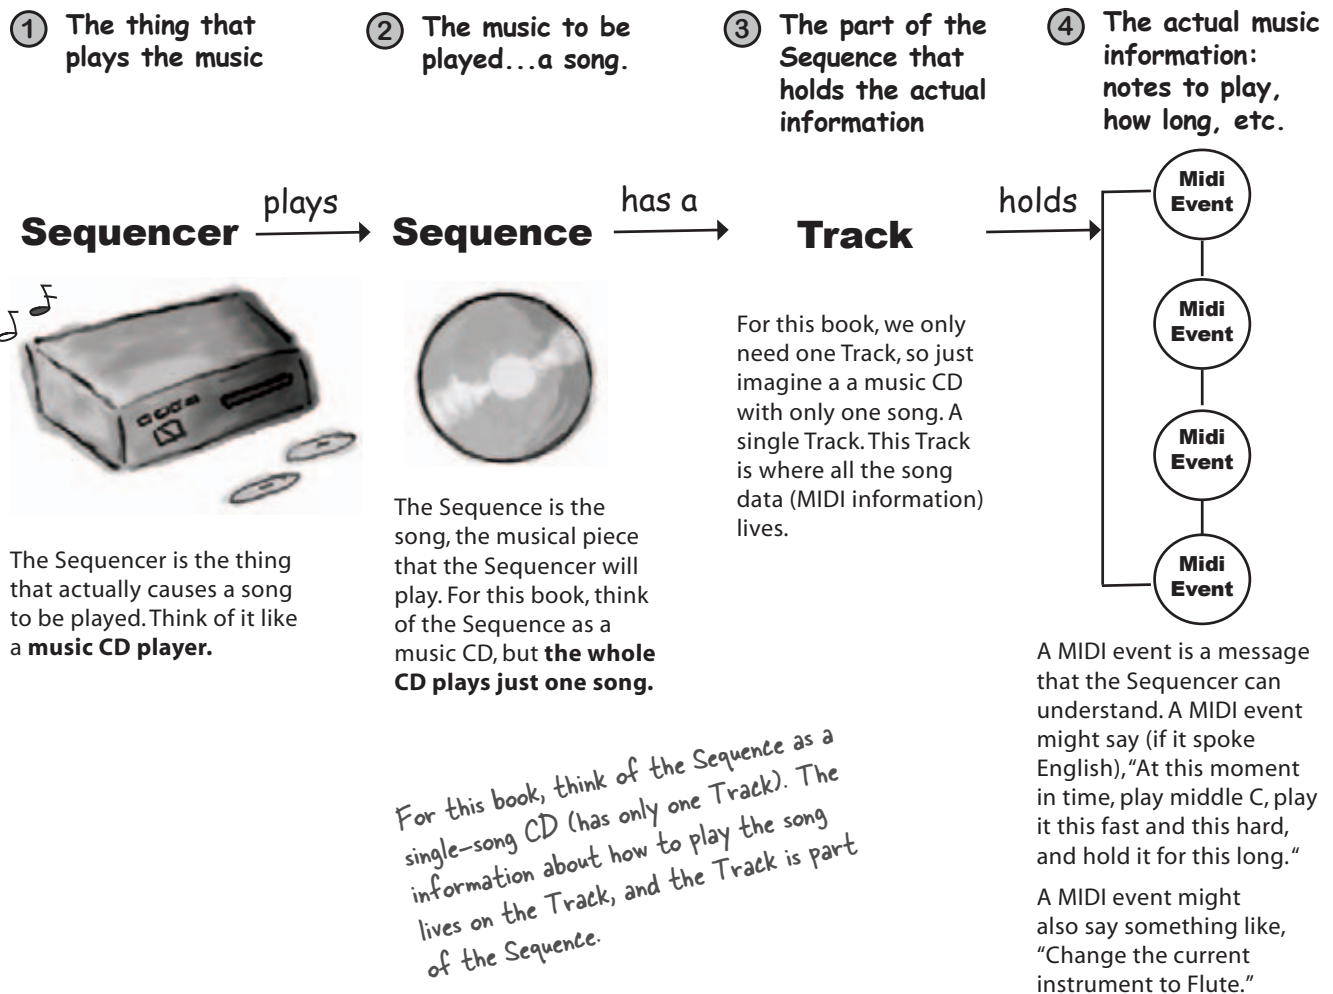 1 The thing that
plays the music
2 The music to be
played...a song.
3 The part of the
Sequence that
holds the actual
information
4 The actual music
information:
notes to play,
how long, etc.
Sequencer
plays
Sequence
has a
Track
holds
Midi
Event
Midi
Event
Midi
Event
Midi
Event
The Sequencer is the thing
that actually causes a song
to be played. Think of it like
a music CD player.
The Sequence is the
song, the musical piece
that the Sequencer will
play. For this book, think
of the Sequence as a
music CD, but the whole
CD plays just one song.
For this book, we only
need one Track, so just
imagine a a music CD
with only one song. A
single Track. This Track
is where all the song
data (MIDI information)
lives.
A MIDI event is a message
that the Sequencer can
understand. A MIDI event
might say (if it spoke
English), “At this moment
in time, play middle C, play
it this fast and this hard,
and hold it for this long.“
A MIDI event might
also say something like,
“Change the current
instrument to Flute.”
For this book, think of the Sequence as a
single-song CD (has only one Track). The
information about how to play the song
lives on the Track, and the Track is part
of the Sequence.